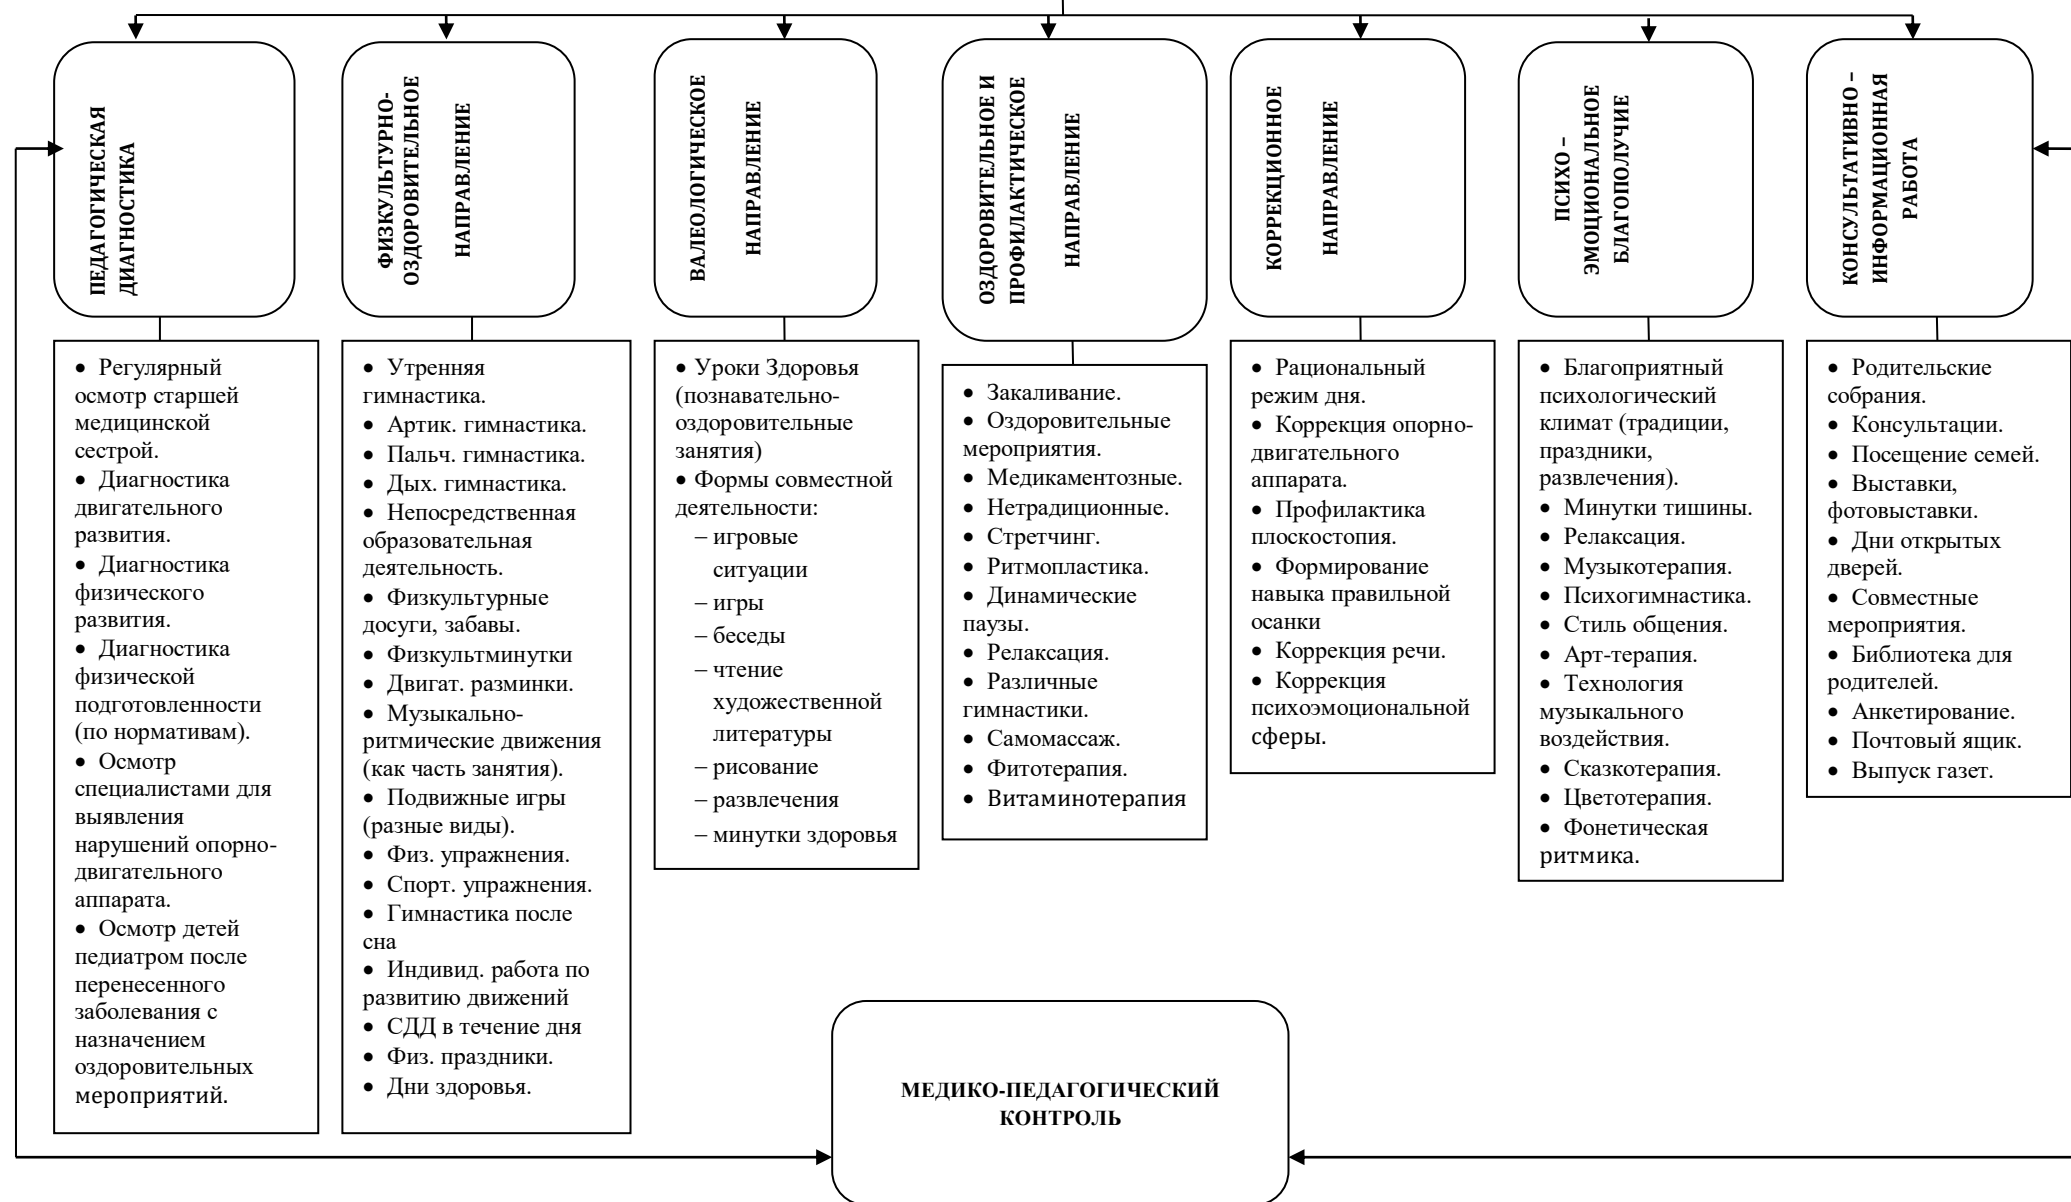 ПЕДАГОГИЧЕСКАЯ
ДИАГНОСТИКА
ФИЗКУЛЬТУРНО-
ОЗДОРОВИТЕЛЬНОЕ
НАПРАВЛЕНИЕ
ВАЛЕОЛОГИЧЕСКОЕ
НАПРАВЛЕНИЕ
ОЗДОРОВИТЕЛЬНОЕ И
ПРОФИЛАКТИЧЕСКОЕ
НАПРАВЛЕНИЕ
КОРРЕКЦИОННОЕ
НАПРАВЛЕНИЕ
ПСИХО –
ЭМОЦИОНАЛЬНОЕ
БЛАГОПОЛУЧИЕ
КОНСУЛЬТАТИВНО –
ИНФОРМАЦИОННАЯ
РАБОТА
• Регулярный
осмотр старшей
медицинской
сестрой.
• Диагностика
двигательного
развития.
• Диагностика
физического
развития.
• Диагностика
физической
подготовленности
(по нормативам).
• Осмотр
специалистами для
выявления
нарушений опорно-
двигательного
аппарата.
• Осмотр детей
педиатром после
перенесенного
заболевания с
назначением
оздоровительных
мероприятий.
• Утренняя
гимнастика.
• Артик. гимнастика.
• Пальч. гимнастика.
• Дых. гимнастика.
• Непосредственная
образовательная
деятельность.
• Физкультурные
досуги, забавы.
• Физкультминутки
• Двигат. разминки.
• Музыкально-
ритмические движения
(как часть занятия).
• Подвижные игры
(разные виды).
• Физ. упражнения.
• Спорт. упражнения.
• Гимнастика после
сна
• Индивид. работа по
развитию движений
• СДД в течение дня
• Физ. праздники.
• Дни здоровья.
• Уроки Здоровья
(познавательно-
оздоровительные
занятия)
• Формы совместной
деятельности:
– игровые
ситуации
– игры
– беседы
– чтение
художественной
литературы
– рисование
– развлечения
– минутки здоровья
• Закаливание.
• Оздоровительные
мероприятия.
• Медикаментозные.
• Нетрадиционные.
• Стретчинг.
• Ритмопластика.
• Динамические
паузы.
• Релаксация.
• Различные
гимнастики.
• Самомассаж.
• Фитотерапия.
• Витаминотерапия
• Рациональный
режим дня.
• Коррекция опорно-
двигательного
аппарата.
• Профилактика
плоскостопия.
• Формирование
навыка правильной
осанки
• Коррекция речи.
• Коррекция
психоэмоциональной
сферы.
• Благоприятный
психологический
климат (традиции,
праздники,
развлечения).
• Минутки тишины.
• Релаксация.
• Музыкотерапия.
• Психогимнастика.
• Стиль общения.
• Арт-терапия.
• Технология
музыкального
воздействия.
• Сказкотерапия.
• Цветотерапия.
• Фонетическая
ритмика.
• Родительские
собрания.
• Консультации.
• Посещение семей.
• Выставки,
фотовыставки.
• Дни открытых
дверей.
• Совместные
мероприятия.
• Библиотека для
родителей.
• Анкетирование.
• Почтовый ящик.
• Выпуск газет.
МЕДИКО-ПЕДАГОГИЧЕСКИЙ
КОНТРОЛЬ